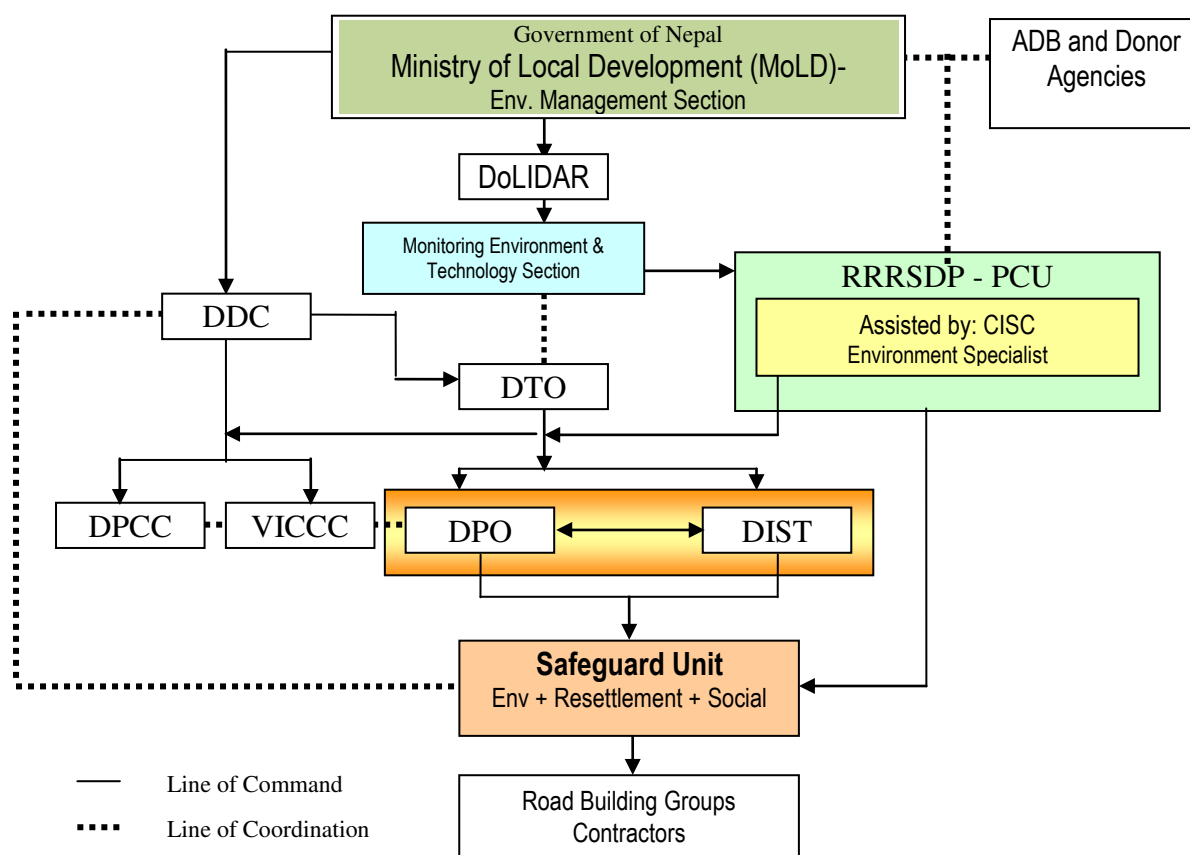 Government of Nepal
Ministry of Local Development (MoLD)-
Env. Management Section
ADB and Donor
Agencies
DoLIDAR
Monitoring Environment &
Technology Section
RRRSDP - PCU
Assisted by: CISC
Environment Specialist
DDC
DTO
DPCC
VICCC
DPO
DIST
Safeguard Unit
Env + Resettlement + Social
Road Building Groups
Contractors
Line of Command
Line of Coordination